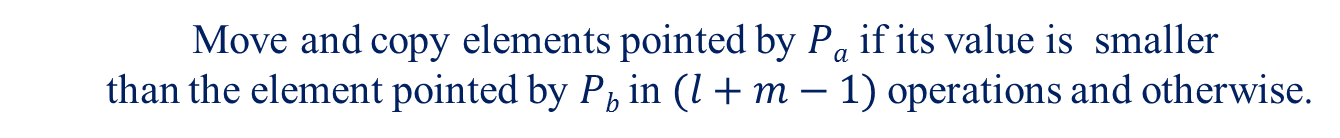 Move and copy elements pointed by 𝑃𝑎 if its value is smaller
than the element pointed by 𝑃𝑏 in (𝑙 + 𝑚 − 1) operations and otherwise.